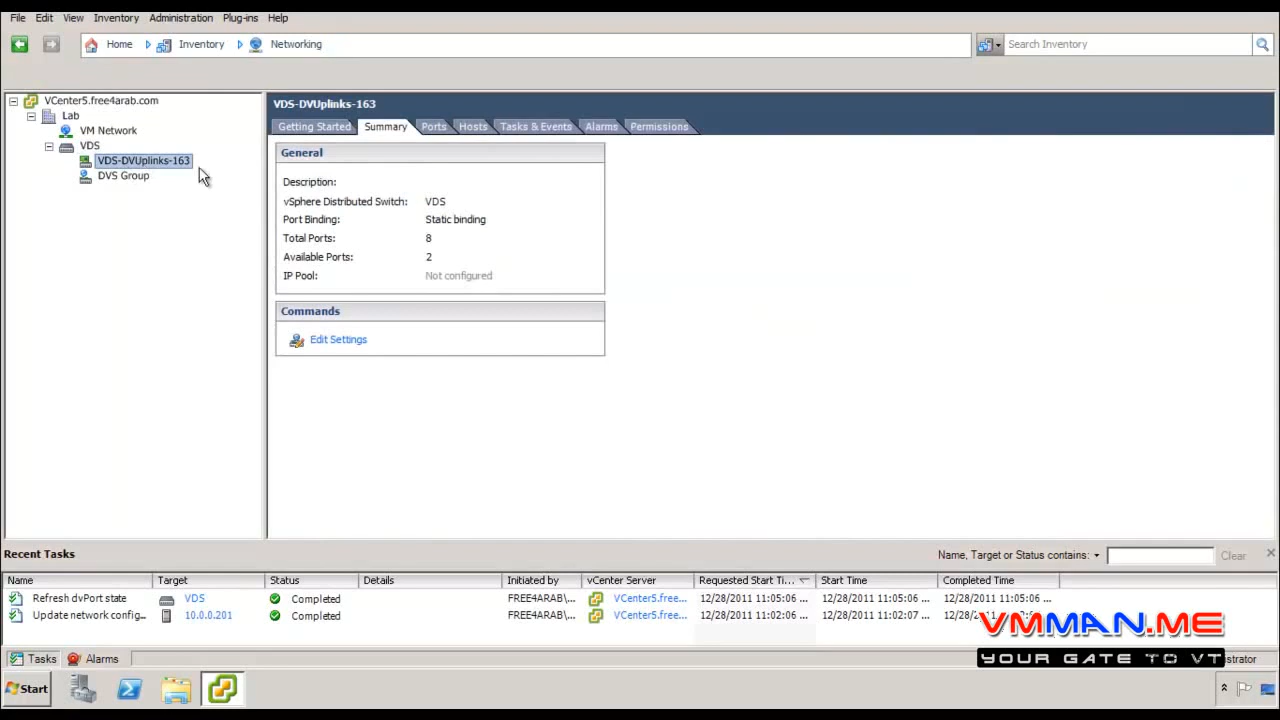 File Edit View Inventory Administration Plug-ins Help
Home Inventory Networking Search Inventory
VCenter5.free4arab.com
Lab
VM Network
VDS
VDS-DVUplinks-163
DVS Group
VDS-DVUplinks-163
Getting Started Summary Ports Hosts Tasks & Events Alarms Permissions
General
Description:
vSphere Distributed Switch: VDS
Port Binding: Static binding
Total Ports: 8
Available Ports: 2
IP Pool: Not configured
Commands
Edit Settings
Recent Tasks Name, Target or Status contains: Clear
Name Target Status Details Initiated by vCenter Server Requested Start Ti... Start Time Completed Time
Refresh dvPort state VDS Completed FREE4ARAB\... VCenter5.free... 12/28/2011 11:05:06 ... 12/28/2011 11:05:06 ... 12/28/2011 11:05:06 ...
Update network config... 10.0.0.201 Completed FREE4ARAB\... VCenter5.free... 12/28/2011 11:02:06 ... 12/28/2011 11:02:07 ...
VMMAN.ME
YOUR GATE TO VT
Tasks Alarms
Start